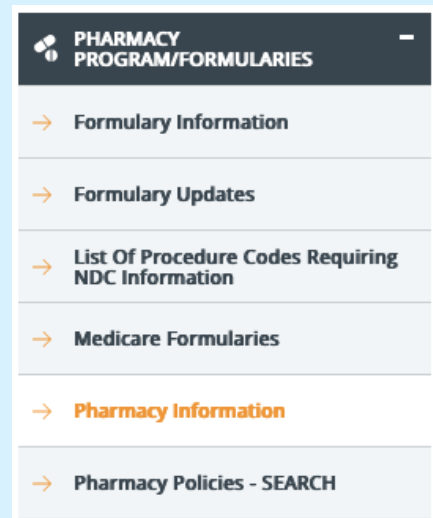 PHARMACY
PROGRAM/FORMULARIES
Formulary Information
Formulary Updates
List Of Procedure Codes Requiring
NDC Information
Medicare Formularies
Pharmacy Information
Pharmacy Policies - SEARCH